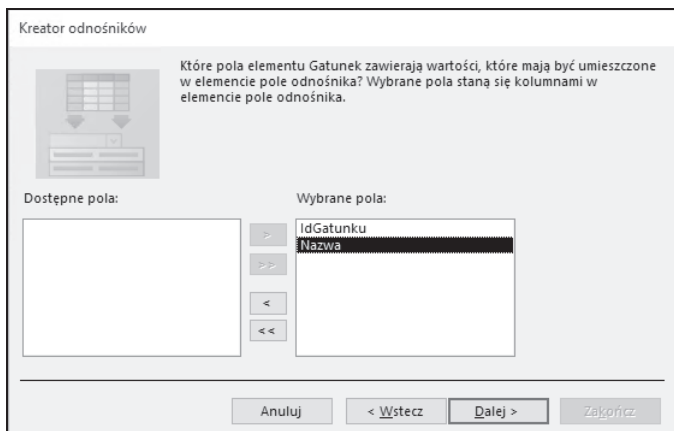 Kreator odnośników
Które pola elementu Gatunek zawierają wartości, które mają być umieszczone
w elemencie pole odnośnika? Wybrane pola staną się kolumnami w
elemencie pole odnośnika.
Dostępne pola:
Wybrane pola:
IdGatunku
Nazwa
>
>>
<
<<
Anuluj
< Wstecz
Dalej >
Zakończ